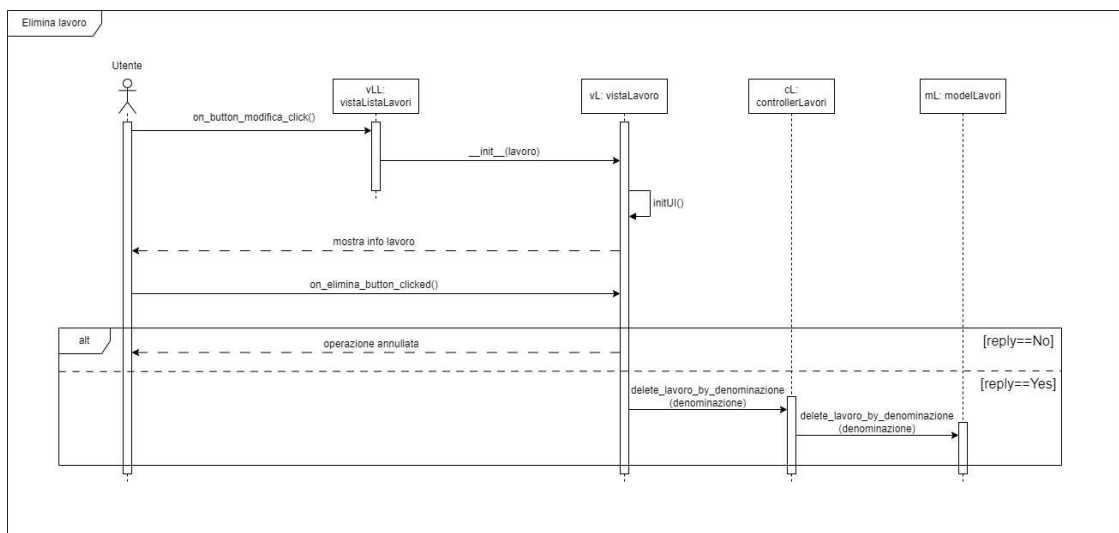 Elimina lavoro
Utente
vLL:
vistaListaLavori
vL: vistaLavoro
cL:
controllerLavori
mL: modelLavori
on_button_modifica_click()
__init__(lavoro)
initUI()
mostra info lavoro
on_elimina_button_clicked()
alt
operazione annullata
[reply==No]
[reply==Yes]
delete_lavoro_by_denominazione
(denominazione)
delete_lavoro_by_denominazione
(denominazione)